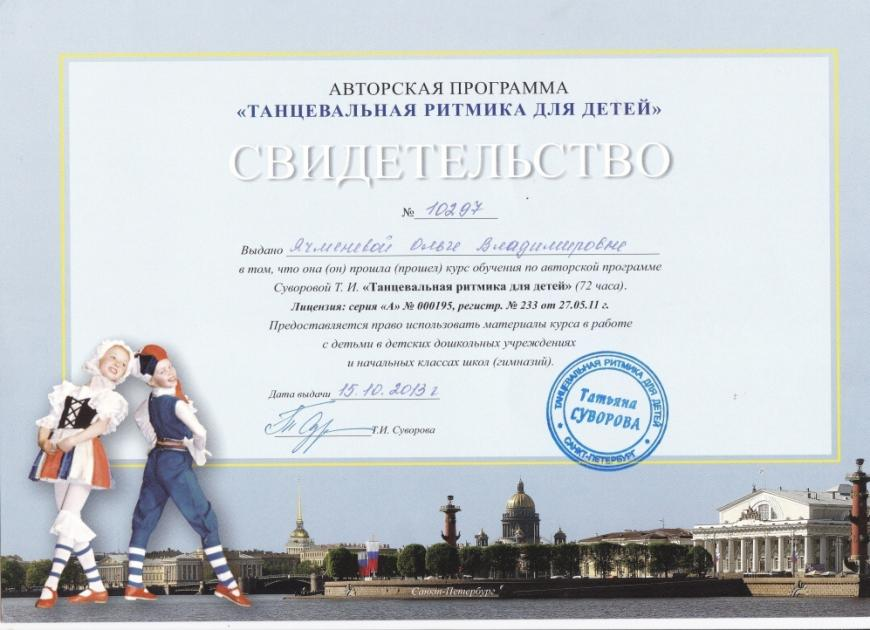 АВТОРСКАЯ ПРОГРАММА
«ТАНЦЕВАЛЬНАЯ РИТМИКА ДЛЯ ДЕТЕЙ»
СВИДЕТЕЛЬСТВО
№ 10297
Выдано Ячменевой Ольге Владимировне
в том, что она (он) прошла (прошел) курс обучения по авторской программе
Суворовой Т. И. «Танцевальная ритмика для детей» (72 часа).
Лицензия: серия «А» № 000195, регистр. № 233 от 27.05.11 г.
Предоставляется право использовать материалы курса в работе
с детьми в детских дошкольных учреждениях
и начальных классах школ (гимназий).
Дата выдачи 15.10.2013 г
Т.И. Суворова
ТАНЦЕВАЛЬНАЯ РИТМИКА ДЛЯ ДЕТЕЙ
Татьяна
СУВОРОВА
САНКТ-ПЕТЕРБУРГ
Санкт-Петербург